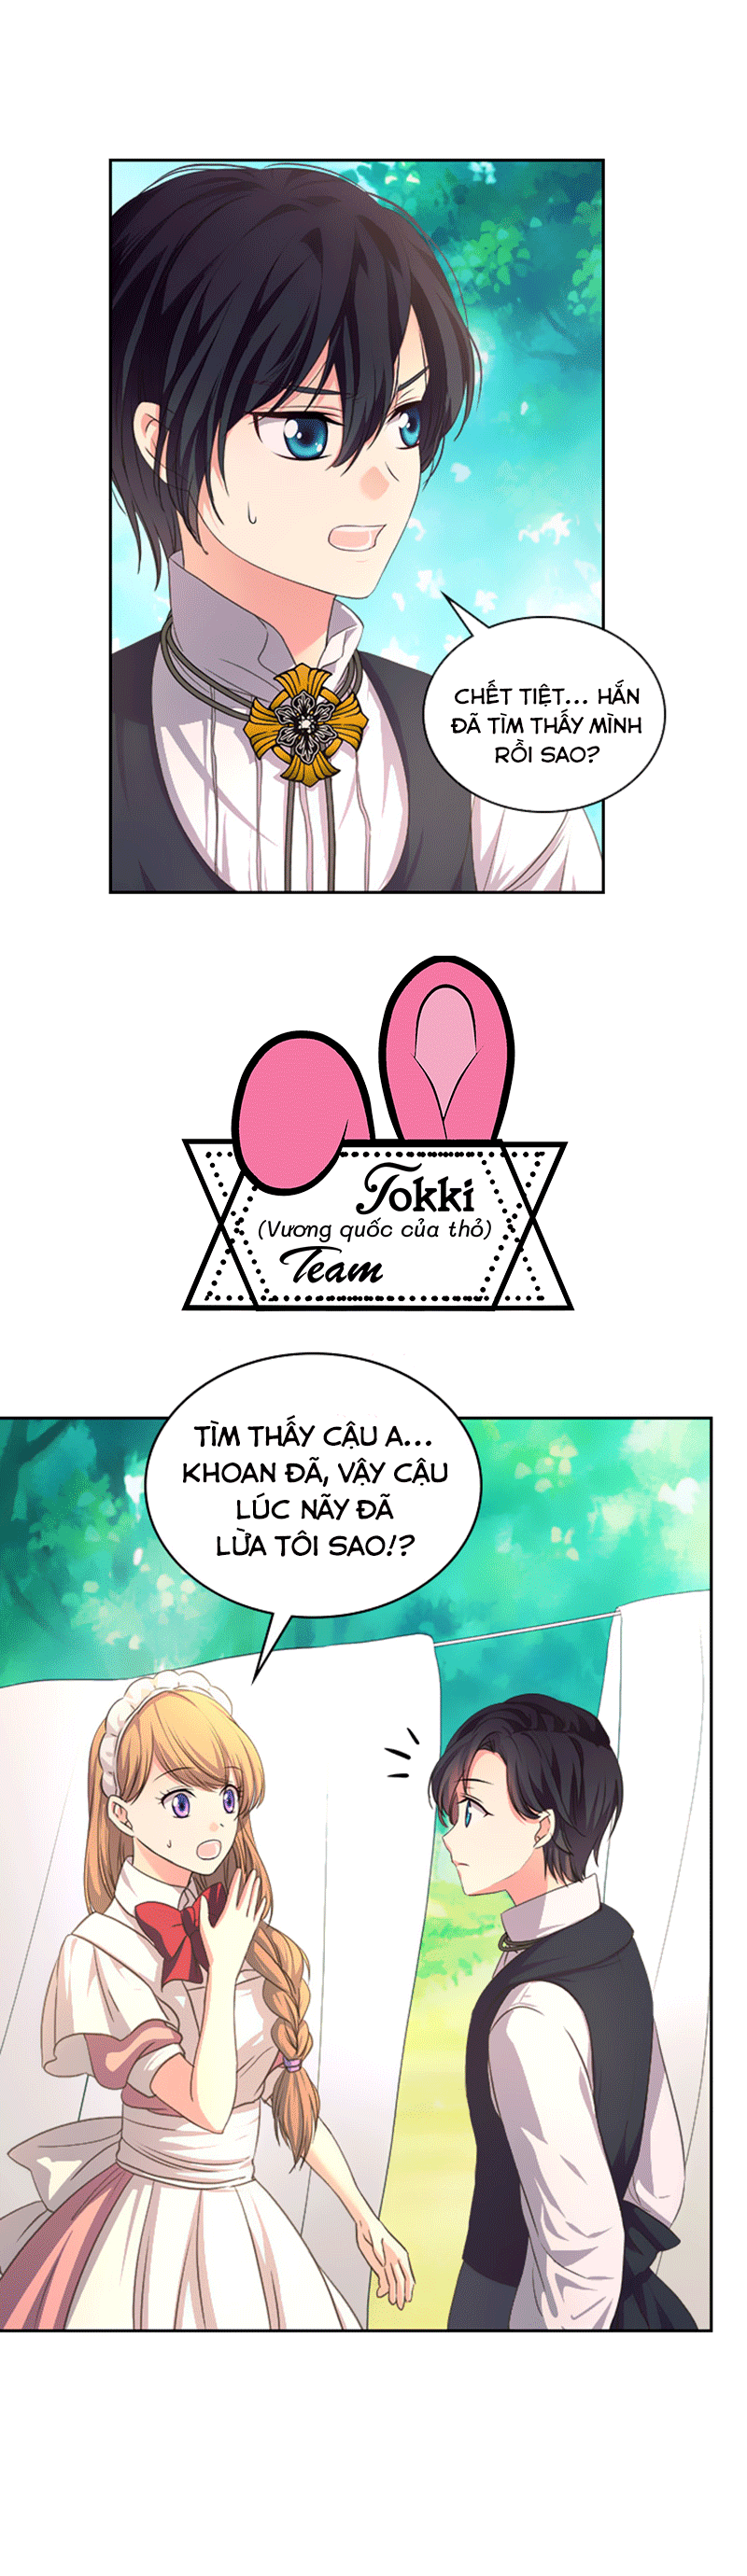 CHẾT TIỆT... HẮN
ĐÃ TÌM THẤY MÌNH
RỒI SAO?
Tokki
(Vương quốc của thỏ)
Team
TÌM THẤY CẬU A...
KHOAN ĐÃ, VẬY CẬU
LÚC NÃY ĐÃ
LỪA TÔI SAO!?